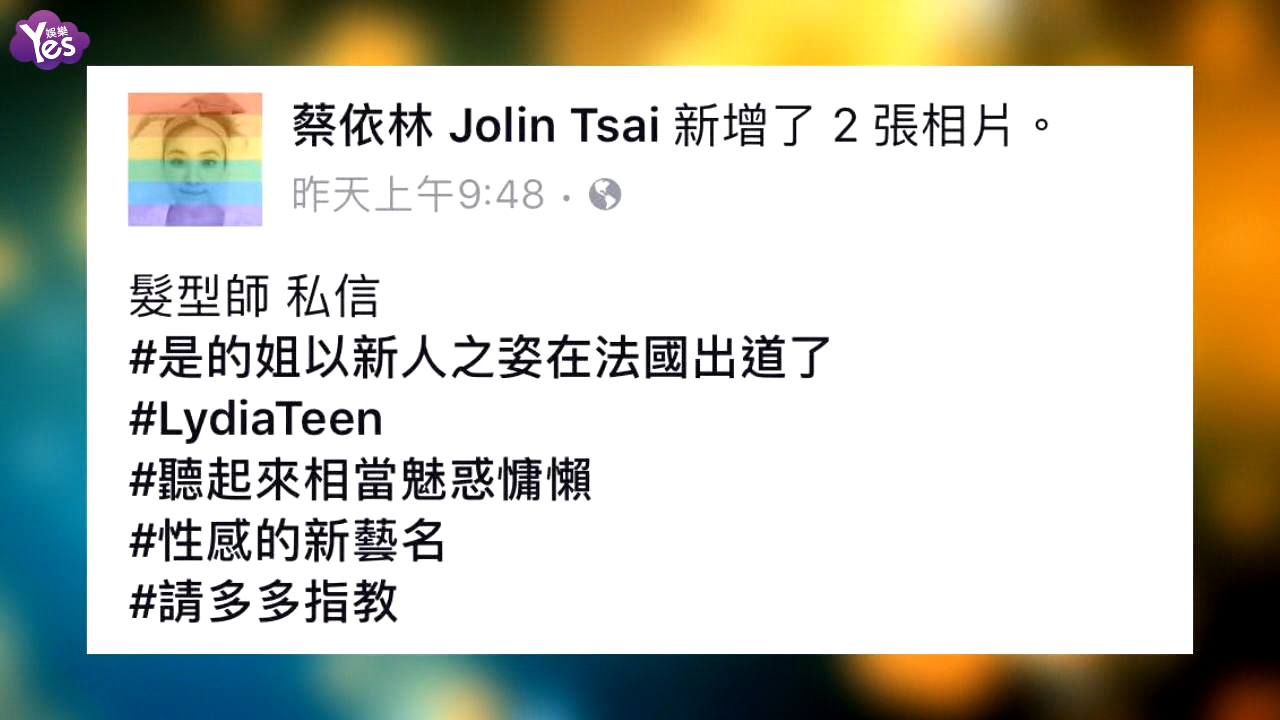 Yes娛樂
蔡依林 Jolin Tsai 新增了 2 張相片。
昨天上午9:48 ·
髮型師 私信
#是的姐以新人之姿在法國出道了
#LydiaTeen
#聽起來相當魅惑慵懶
#性感的新藝名
#請多多指教